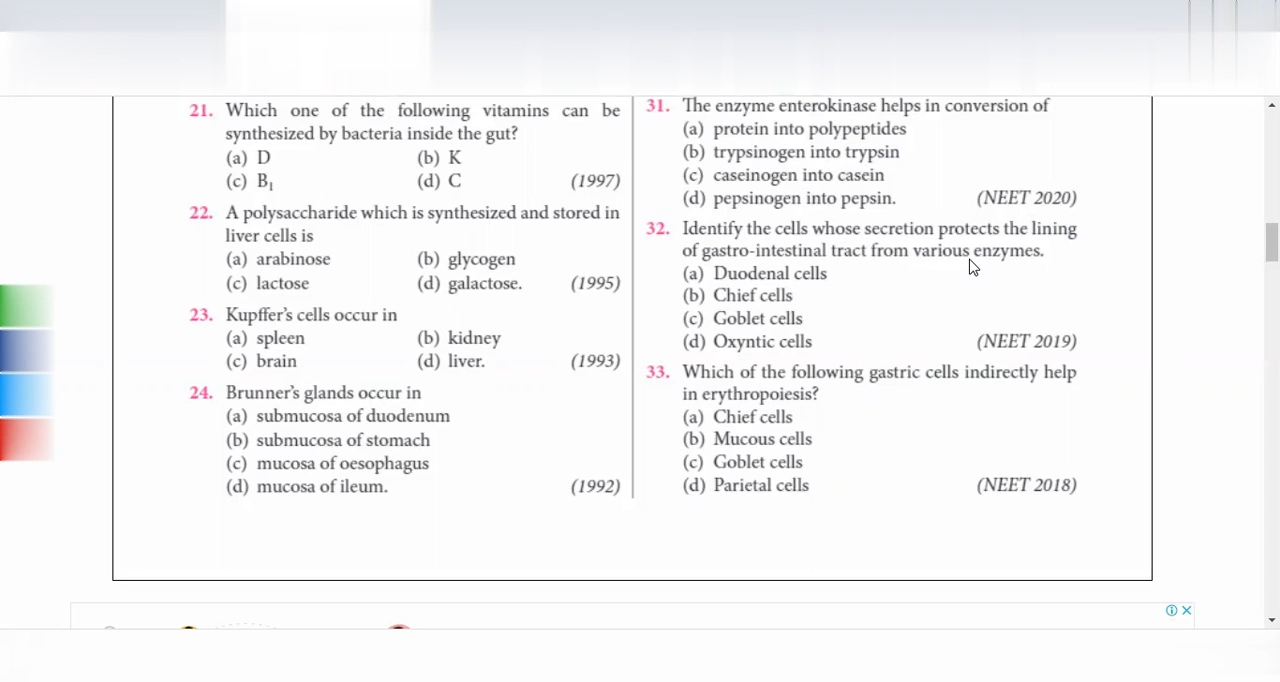 21. Which one of the following vitamins can be
synthesized by bacteria inside the gut?
(a) D (b) K
(c) B₁ (d) C (1997)
22. A polysaccharide which is synthesized and stored in
liver cells is
(a) arabinose (b) glycogen
(c) lactose (d) galactose. (1995)
23. Kupffer's cells occur in
(a) spleen (b) kidney
(c) brain (d) liver. (1993)
24. Brunner's glands occur in
(a) submucosa of duodenum
(b) submucosa of stomach
(c) mucosa of oesophagus
(d) mucosa of ileum. (1992)
31. The enzyme enterokinase helps in conversion of
(a) protein into polypeptides
(b) trypsinogen into trypsin
(c) caseinogen into casein
(d) pepsinogen into pepsin. (NEET 2020)
32. Identify the cells whose secretion protects the lining
of gastro-intestinal tract from various enzymes.
(a) Duodenal cells
(b) Chief cells
(c) Goblet cells
(d) Oxyntic cells (NEET 2019)
33. Which of the following gastric cells indirectly help
in erythropoiesis?
(a) Chief cells
(b) Mucous cells
(c) Goblet cells
(d) Parietal cells (NEET 2018)